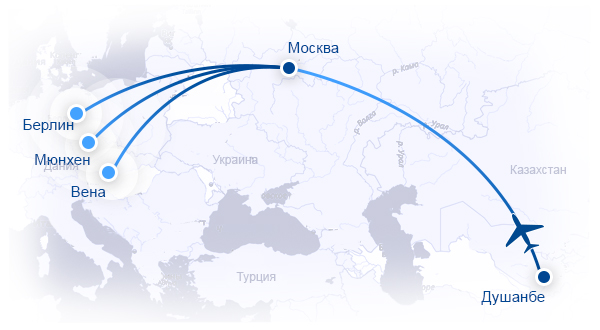 Москва
р. Кама
Берлин
р. Волга
р. Урал
Мюнхен
Дания
Украина
р. Урал
Казахстан
Вена
Турция
Душанбе